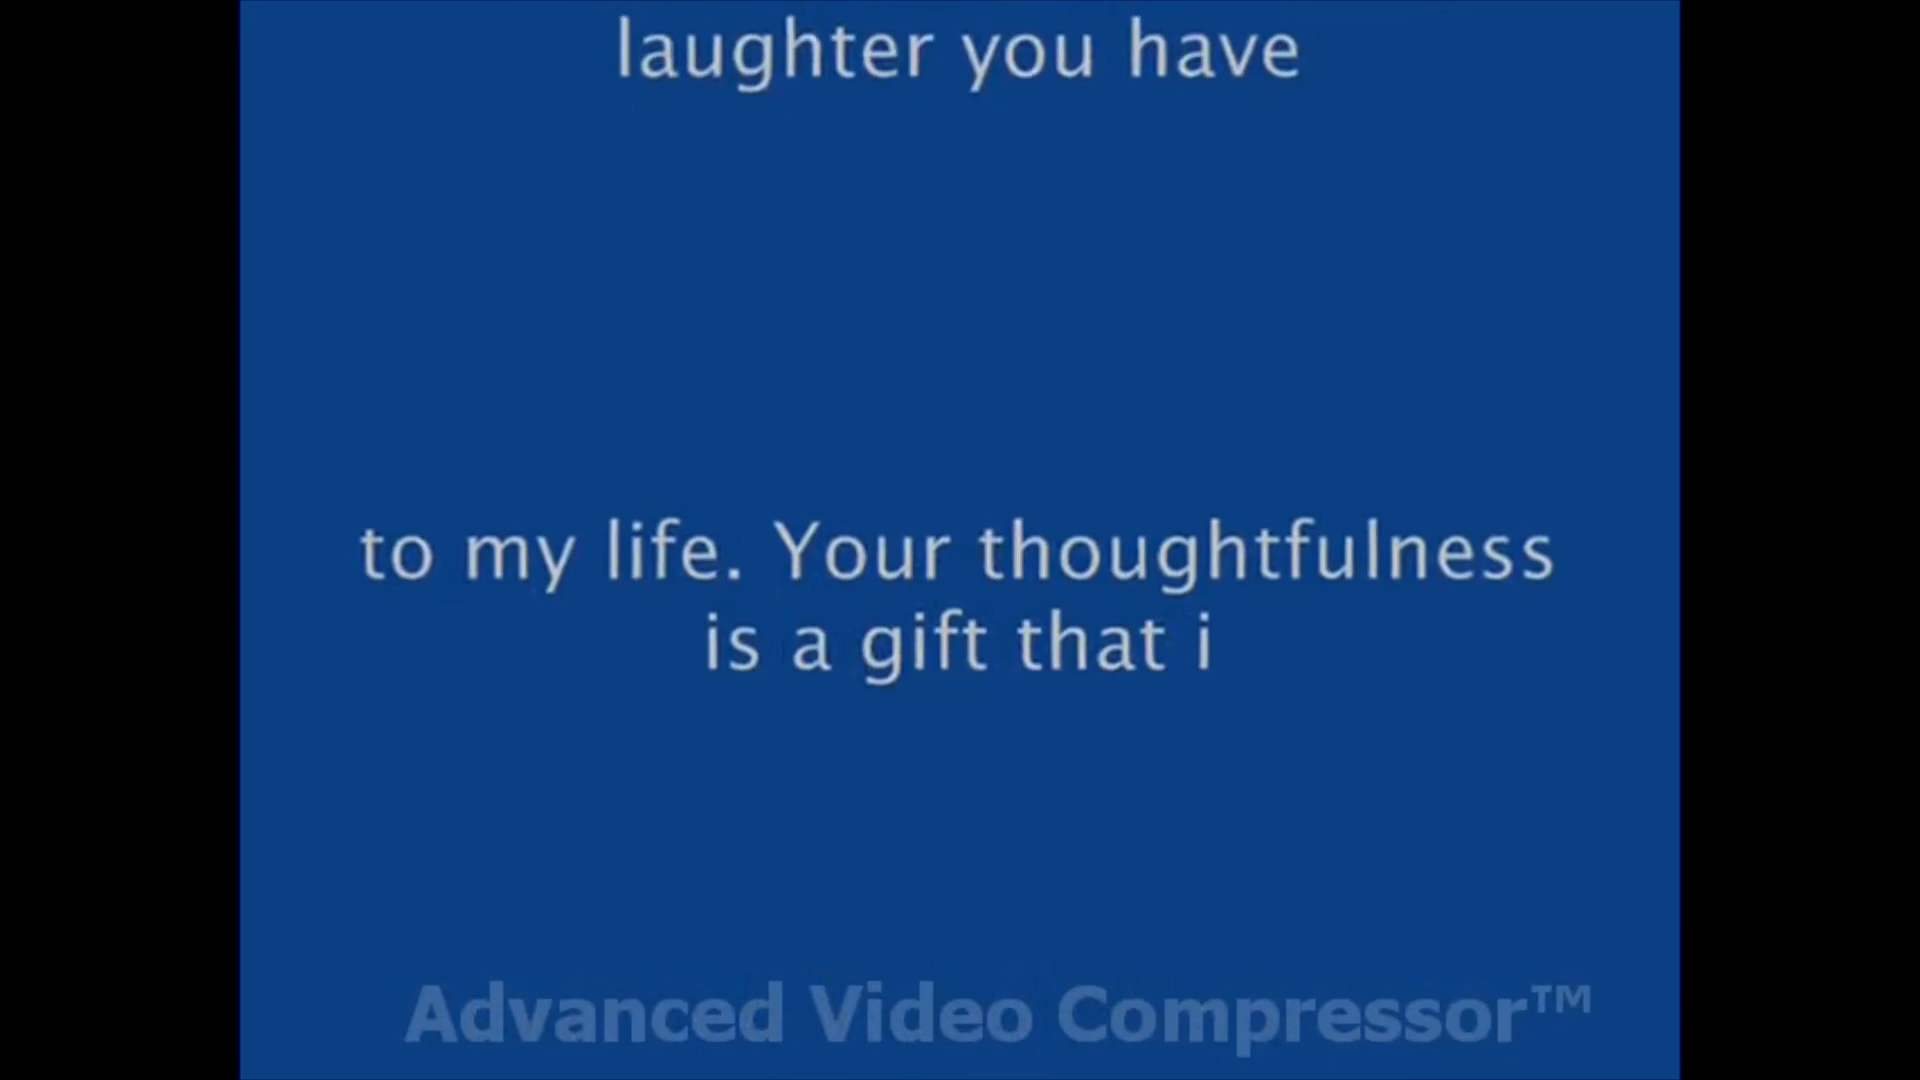 laughter you have
to my life. Your thoughtfulness
is a gift that i
Advanced Video Compressor™